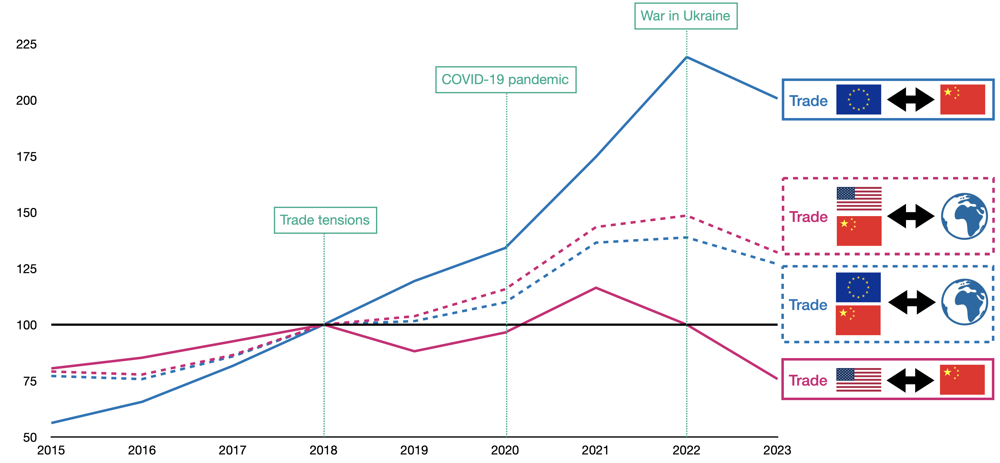 War in Ukraine
225
COVID-19 pandemic
200
Trade
175
Trade tensions
150
Trade
125
Trade
100
75
Trade
50
2015 2016 2017 2018 2019 2020 2021 2022 2023